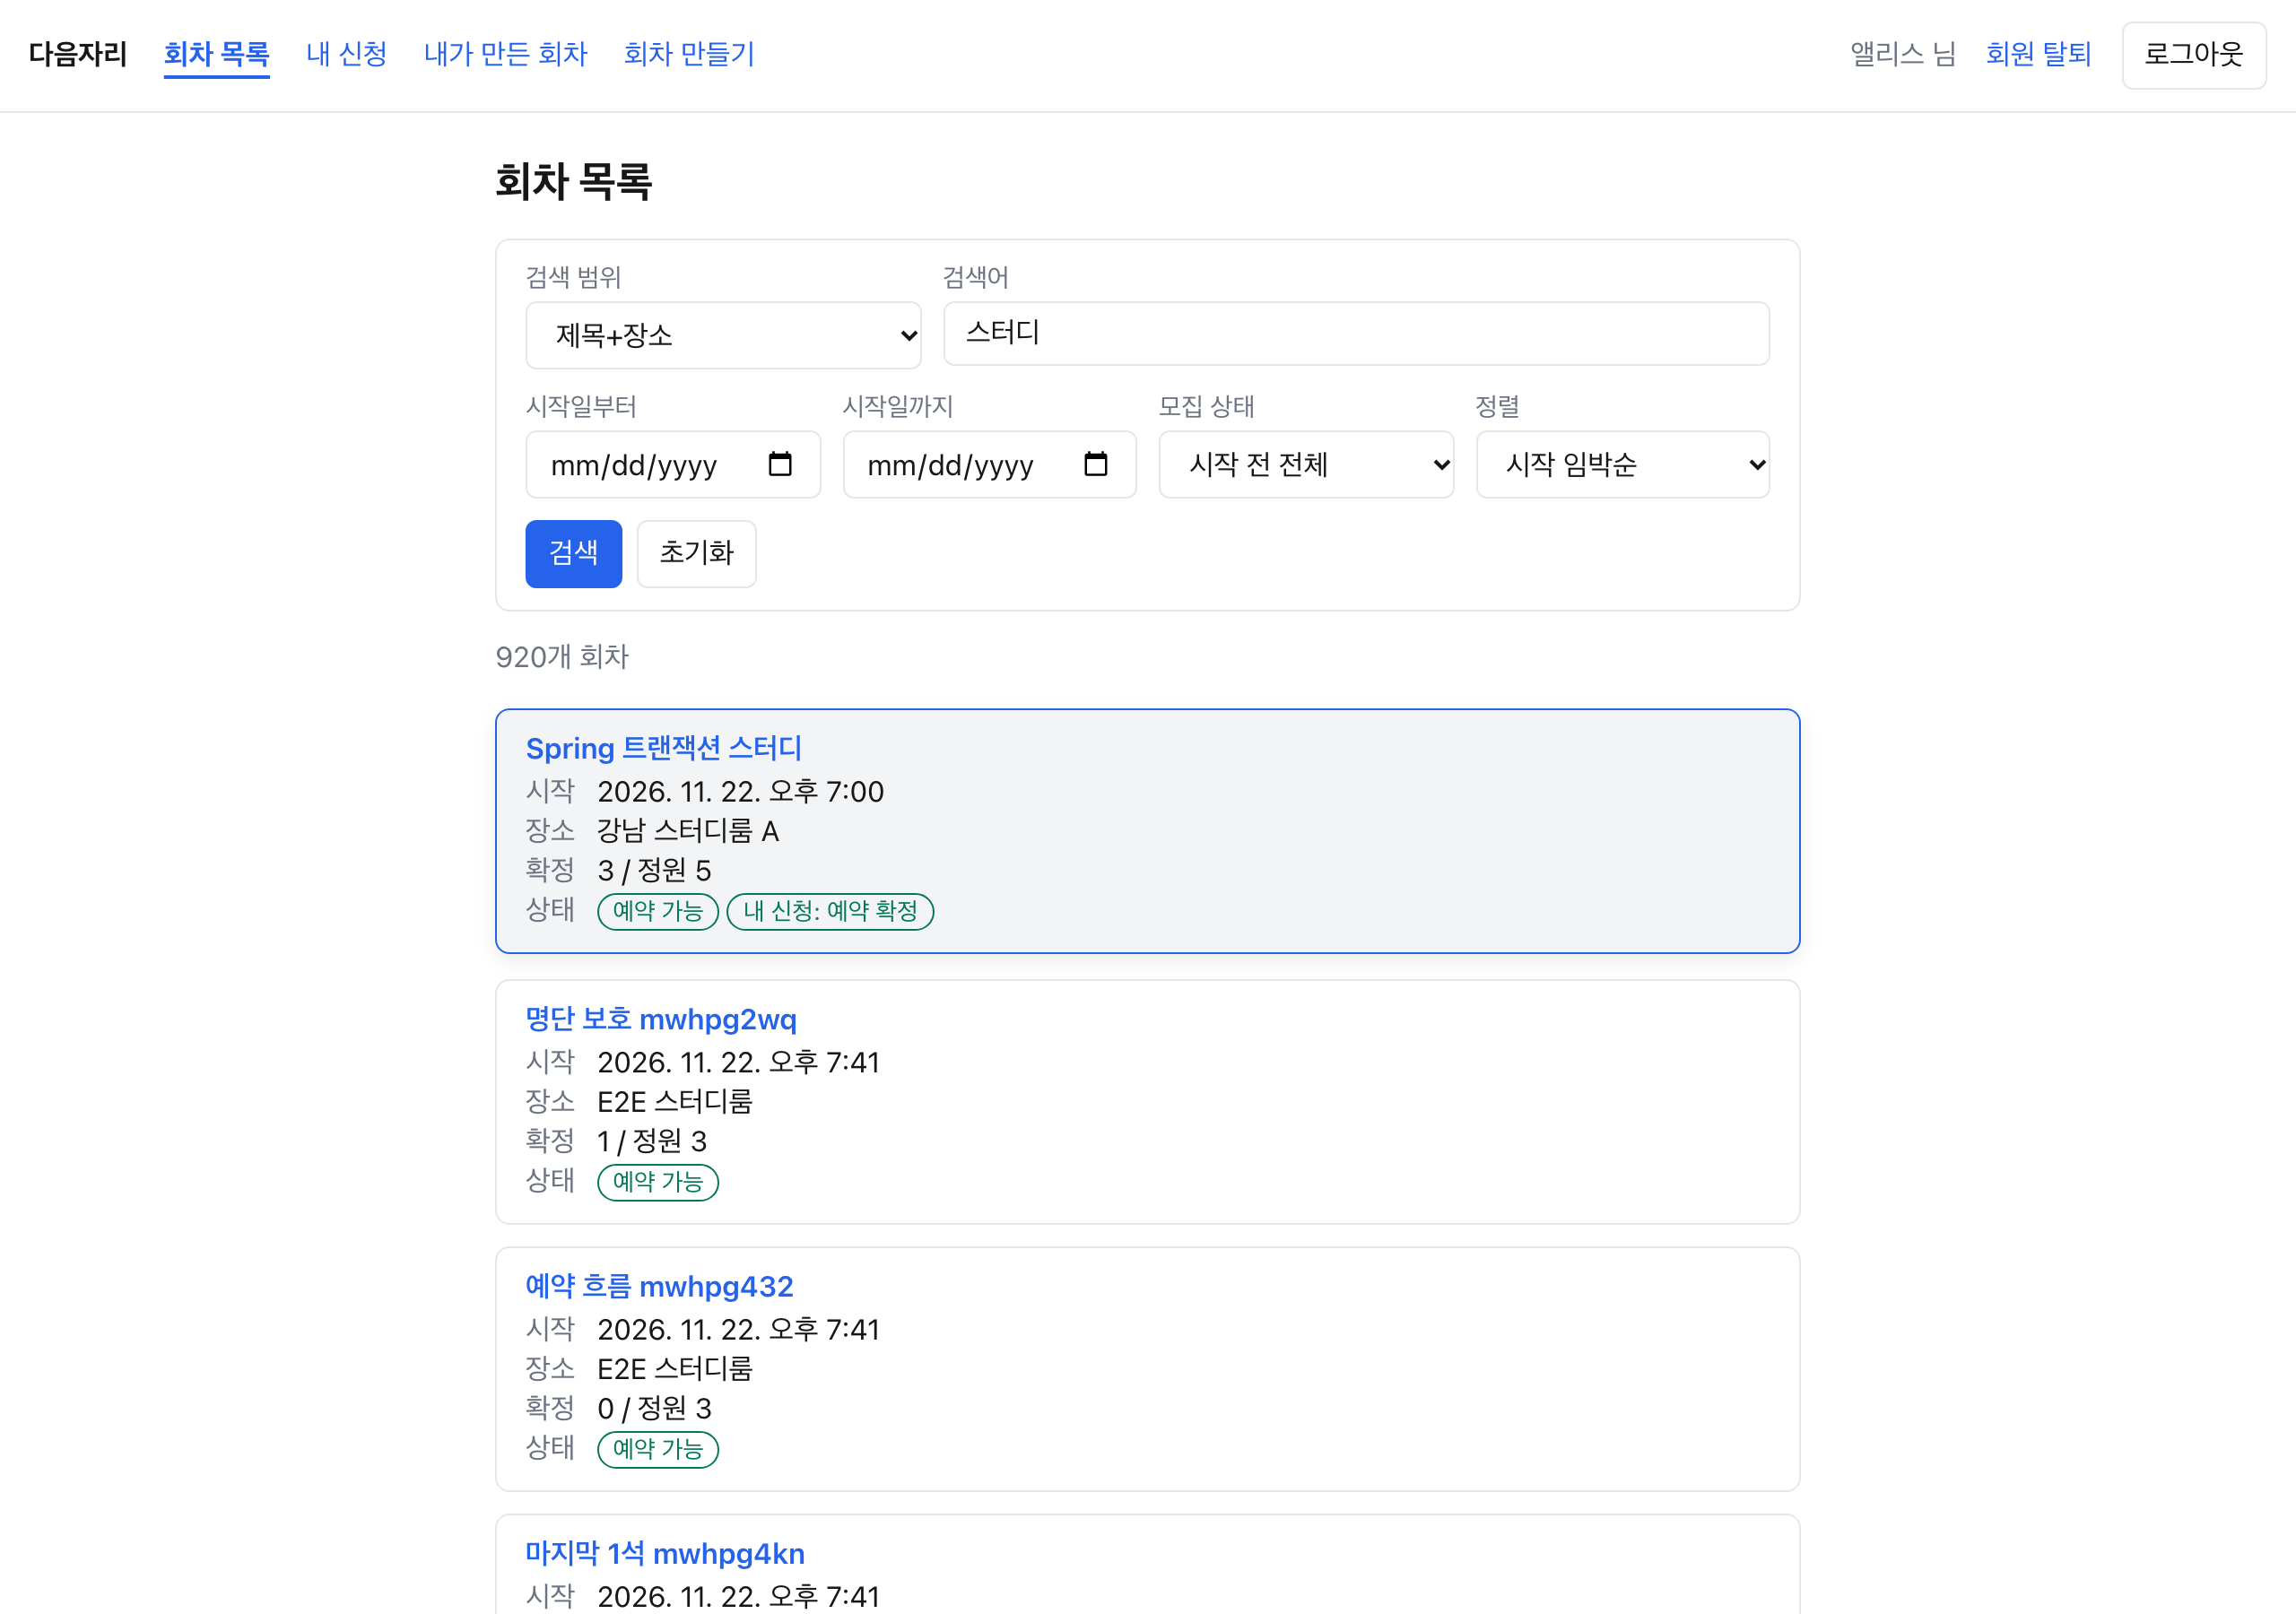 다음자리 회차 목록 내 신청 내가 만든 회차 회차 만들기 앨리스 님 회원 탈퇴 로그아웃
회차 목록
검색 범위 검색어
제목+장소 스터디
시작일부터 시작일까지 모집 상태 정렬
mm/dd/yyyy mm/dd/yyyy 시작 전 전체 시작 임박순
검색 초기화
920개 회차
Spring 트랜잭션 스터디
시작 2026. 11. 22. 오후 7:00
장소 강남 스터디룸 A
확정 3 / 정원 5
상태 예약 가능 내 신청: 예약 확정
명단 보호 mwhpg2wq
시작 2026. 11. 22. 오후 7:41
장소 E2E 스터디룸
확정 1 / 정원 3
상태 예약 가능
예약 흐름 mwhpg432
시작 2026. 11. 22. 오후 7:41
장소 E2E 스터디룸
확정 0 / 정원 3
상태 예약 가능
마지막 1석 mwhpg4kn
시작 2026. 11. 22. 오후 7:41